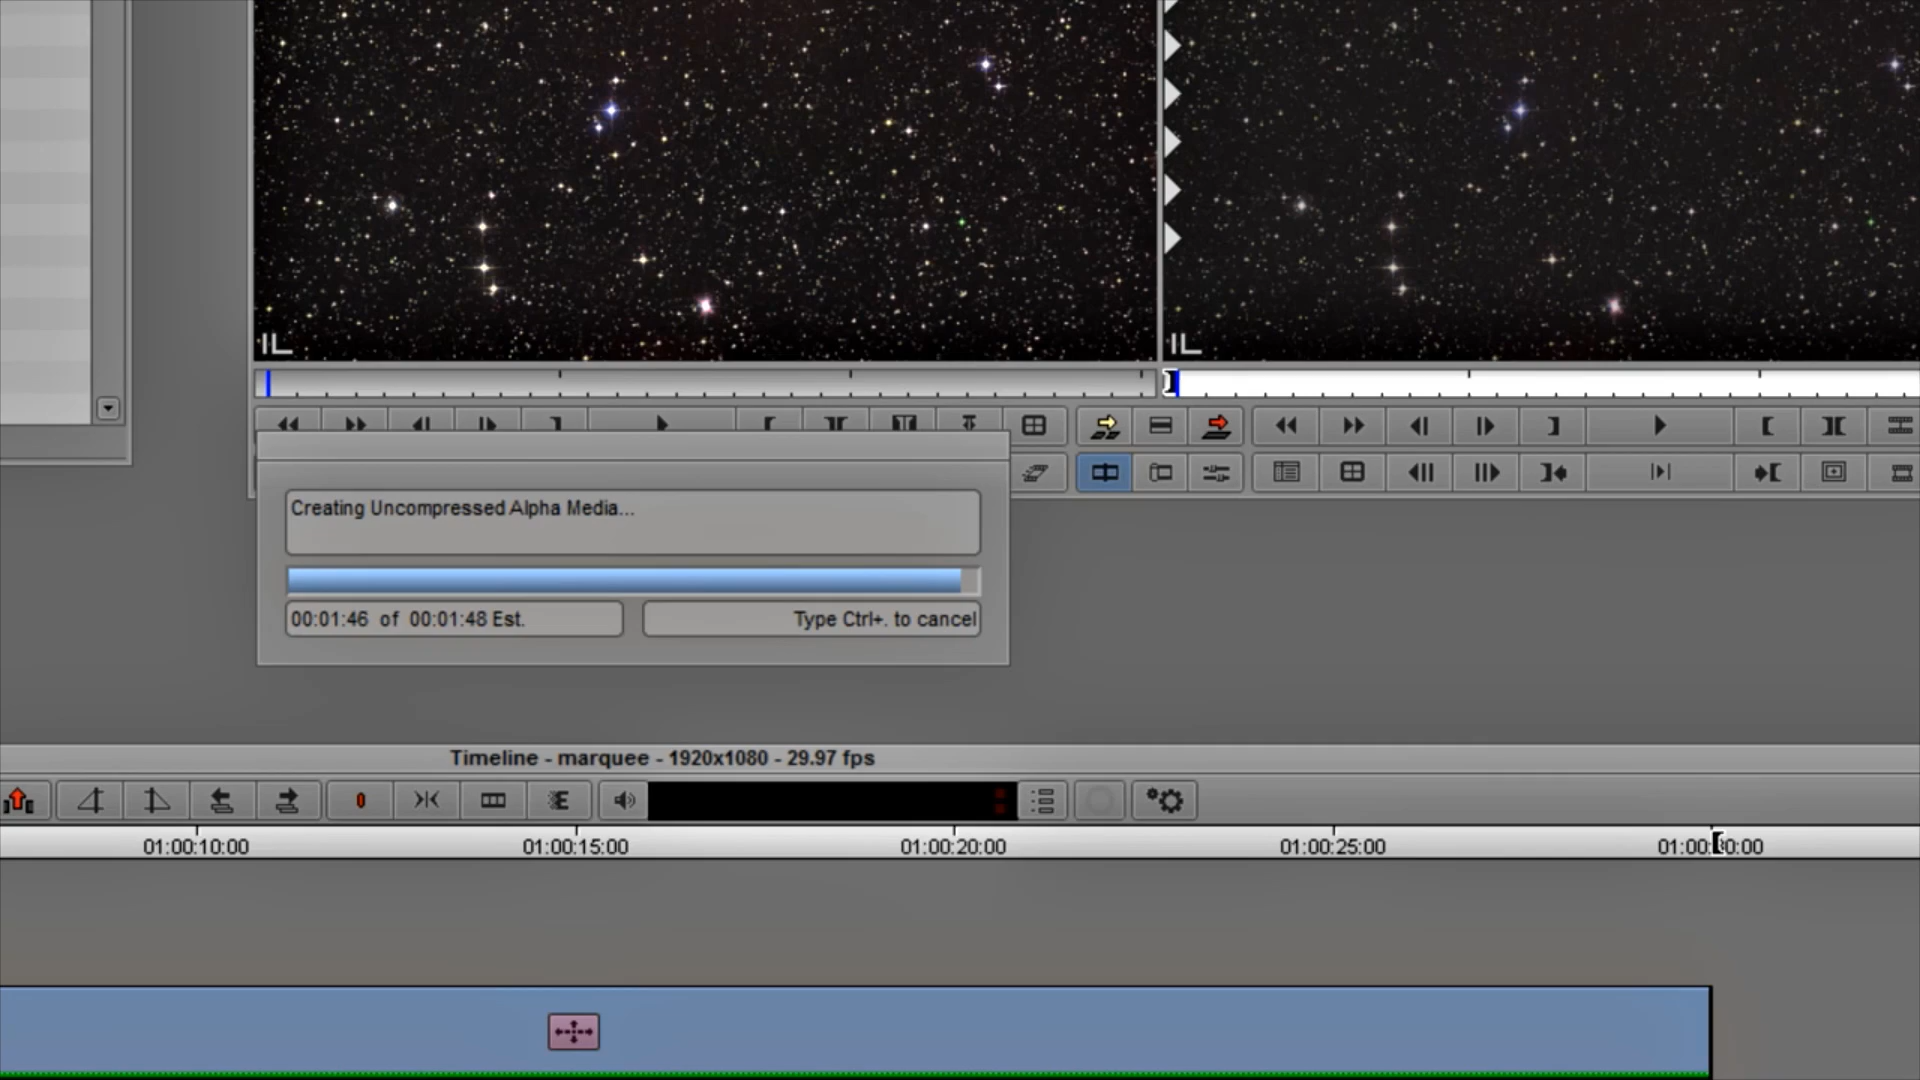 IL
IL
Creating Uncompressed Alpha Media...
00:01:46 of 00:01:48 Est.
Type Ctrl+. to cancel
Timeline - marquee - 1920x1080 - 29.97 fps
01:00:10:00
01:00:15:00
01:00:20:00
01:00:25:00